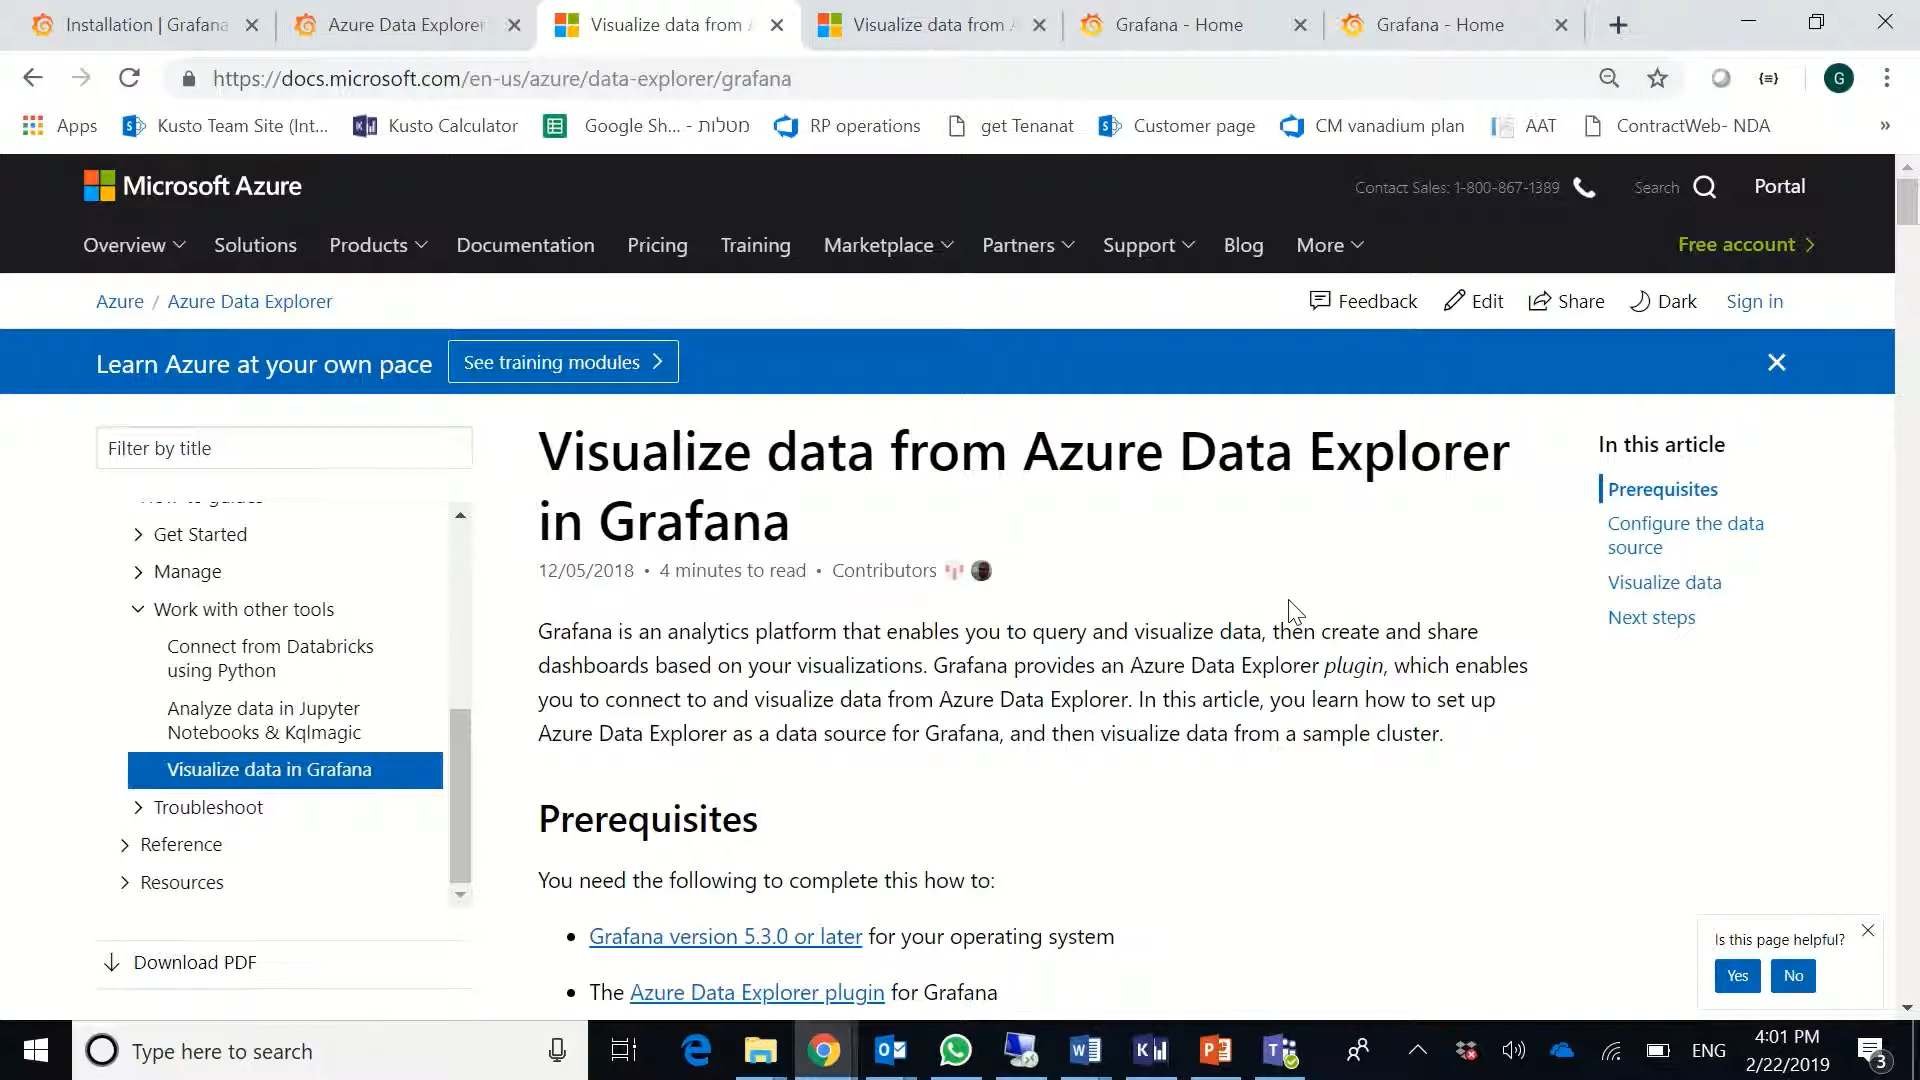 Installation | Grafana
Azure Data Explorer
Visualize data from
Visualize data from
Grafana - Home
Grafana - Home
https://docs.microsoft.com/en-us/azure/data-explorer/grafana
G
Apps
Kusto Team Site (Int...
Kusto Calculator
Google Sh... - מטלות
RP operations
get Tenanat
Customer page
CM vanadium plan
AAT
ContractWeb- NDA
»
Microsoft Azure
Contact Sales: 1-800-867-1389
Search
Portal
Overview
Solutions
Products
Documentation
Pricing
Training
Marketplace
Partners
Support
Blog
More
Free account
Azure / Azure Data Explorer
Feedback
Edit
Share
Dark
Sign in
Learn Azure at your own pace
See training modules
Filter by title
Get Started
Manage
Work with other tools
Connect from Databricks
using Python
Analyze data in Jupyter
Notebooks & Kqlmagic
Visualize data in Grafana
Troubleshoot
Reference
Resources
Download PDF
Visualize data from Azure Data Explorer
in Grafana
12/05/2018 • 4 minutes to read • Contributors
Grafana is an analytics platform that enables you to query and visualize data, then create and share
dashboards based on your visualizations. Grafana provides an Azure Data Explorer plugin, which enables
you to connect to and visualize data from Azure Data Explorer. In this article, you learn how to set up
Azure Data Explorer as a data source for Grafana, and then visualize data from a sample cluster.
Prerequisites
You need the following to complete this how to:
• Grafana version 5.3.0 or later for your operating system
• The Azure Data Explorer plugin for Grafana
In this article
Prerequisites
Configure the data
source
Visualize data
Next steps
Is this page helpful?
Yes
No
Type here to search
ENG
4:01 PM
2/22/2019
3